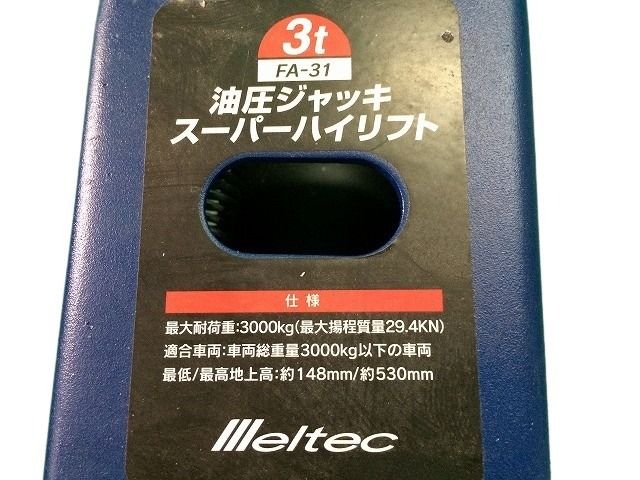 3t
FA-31
油圧ジャッキ
スーパーハイリフト
仕様
最大耐荷重:3000kg(最大揚程質量29.4KN)
適合車両:車両総重量3000kg以下の車両
最低/最高地上高:約148mm/約530mm
Meltec